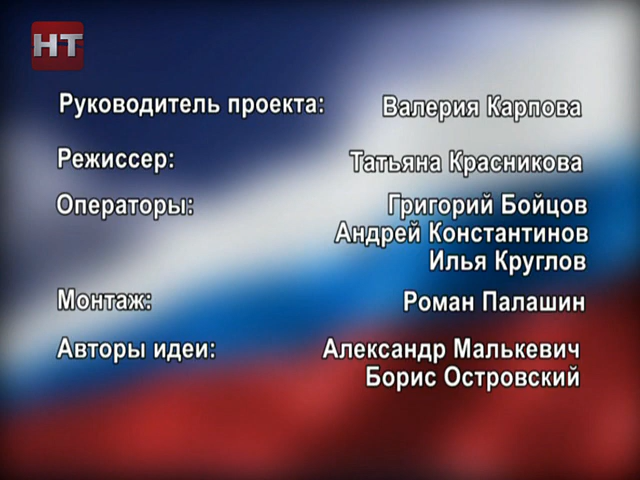 НТ
Руководитель проекта: Валерия Карпова
Режиссер: Татьяна Красникова
Операторы: Григорий Бойцов
Андрей Константинов
Илья Круглов
Монтаж: Роман Палашин
Авторы идеи: Александр Малькевич
Борис Островский